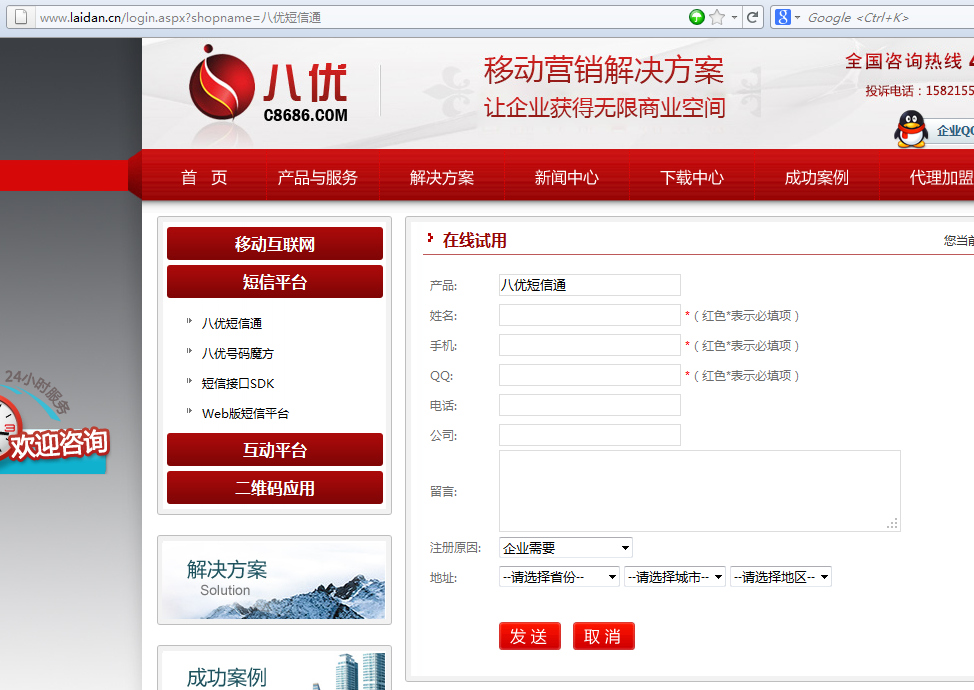 www.laidan.cn/login.aspx?shopname=八优短信通
Google <Ctrl+K>
八优
C8686.COM
移动营销解决方案
让企业获得无限商业空间
全国咨询热线 4
投诉电话：1582155
企业QQ
首 页 产品与服务 解决方案 新闻中心 下载中心 成功案例 代理加盟
移动互联网
短信平台
八优短信通
八优号码魔方
短信接口SDK
Web版短信平台
互动平台
二维码应用
24小时服务
欢迎咨询
解决方案
Solution
成功案例
在线试用
您当前
产品: 八优短信通
姓名: *（红色*表示必填项）
手机: *（红色*表示必填项）
QQ: *（红色*表示必填项）
电话:
公司:
留言:
注册原因: 企业需要
地址: --请选择省份-- --请选择城市-- --请选择地区--
发 送 取 消